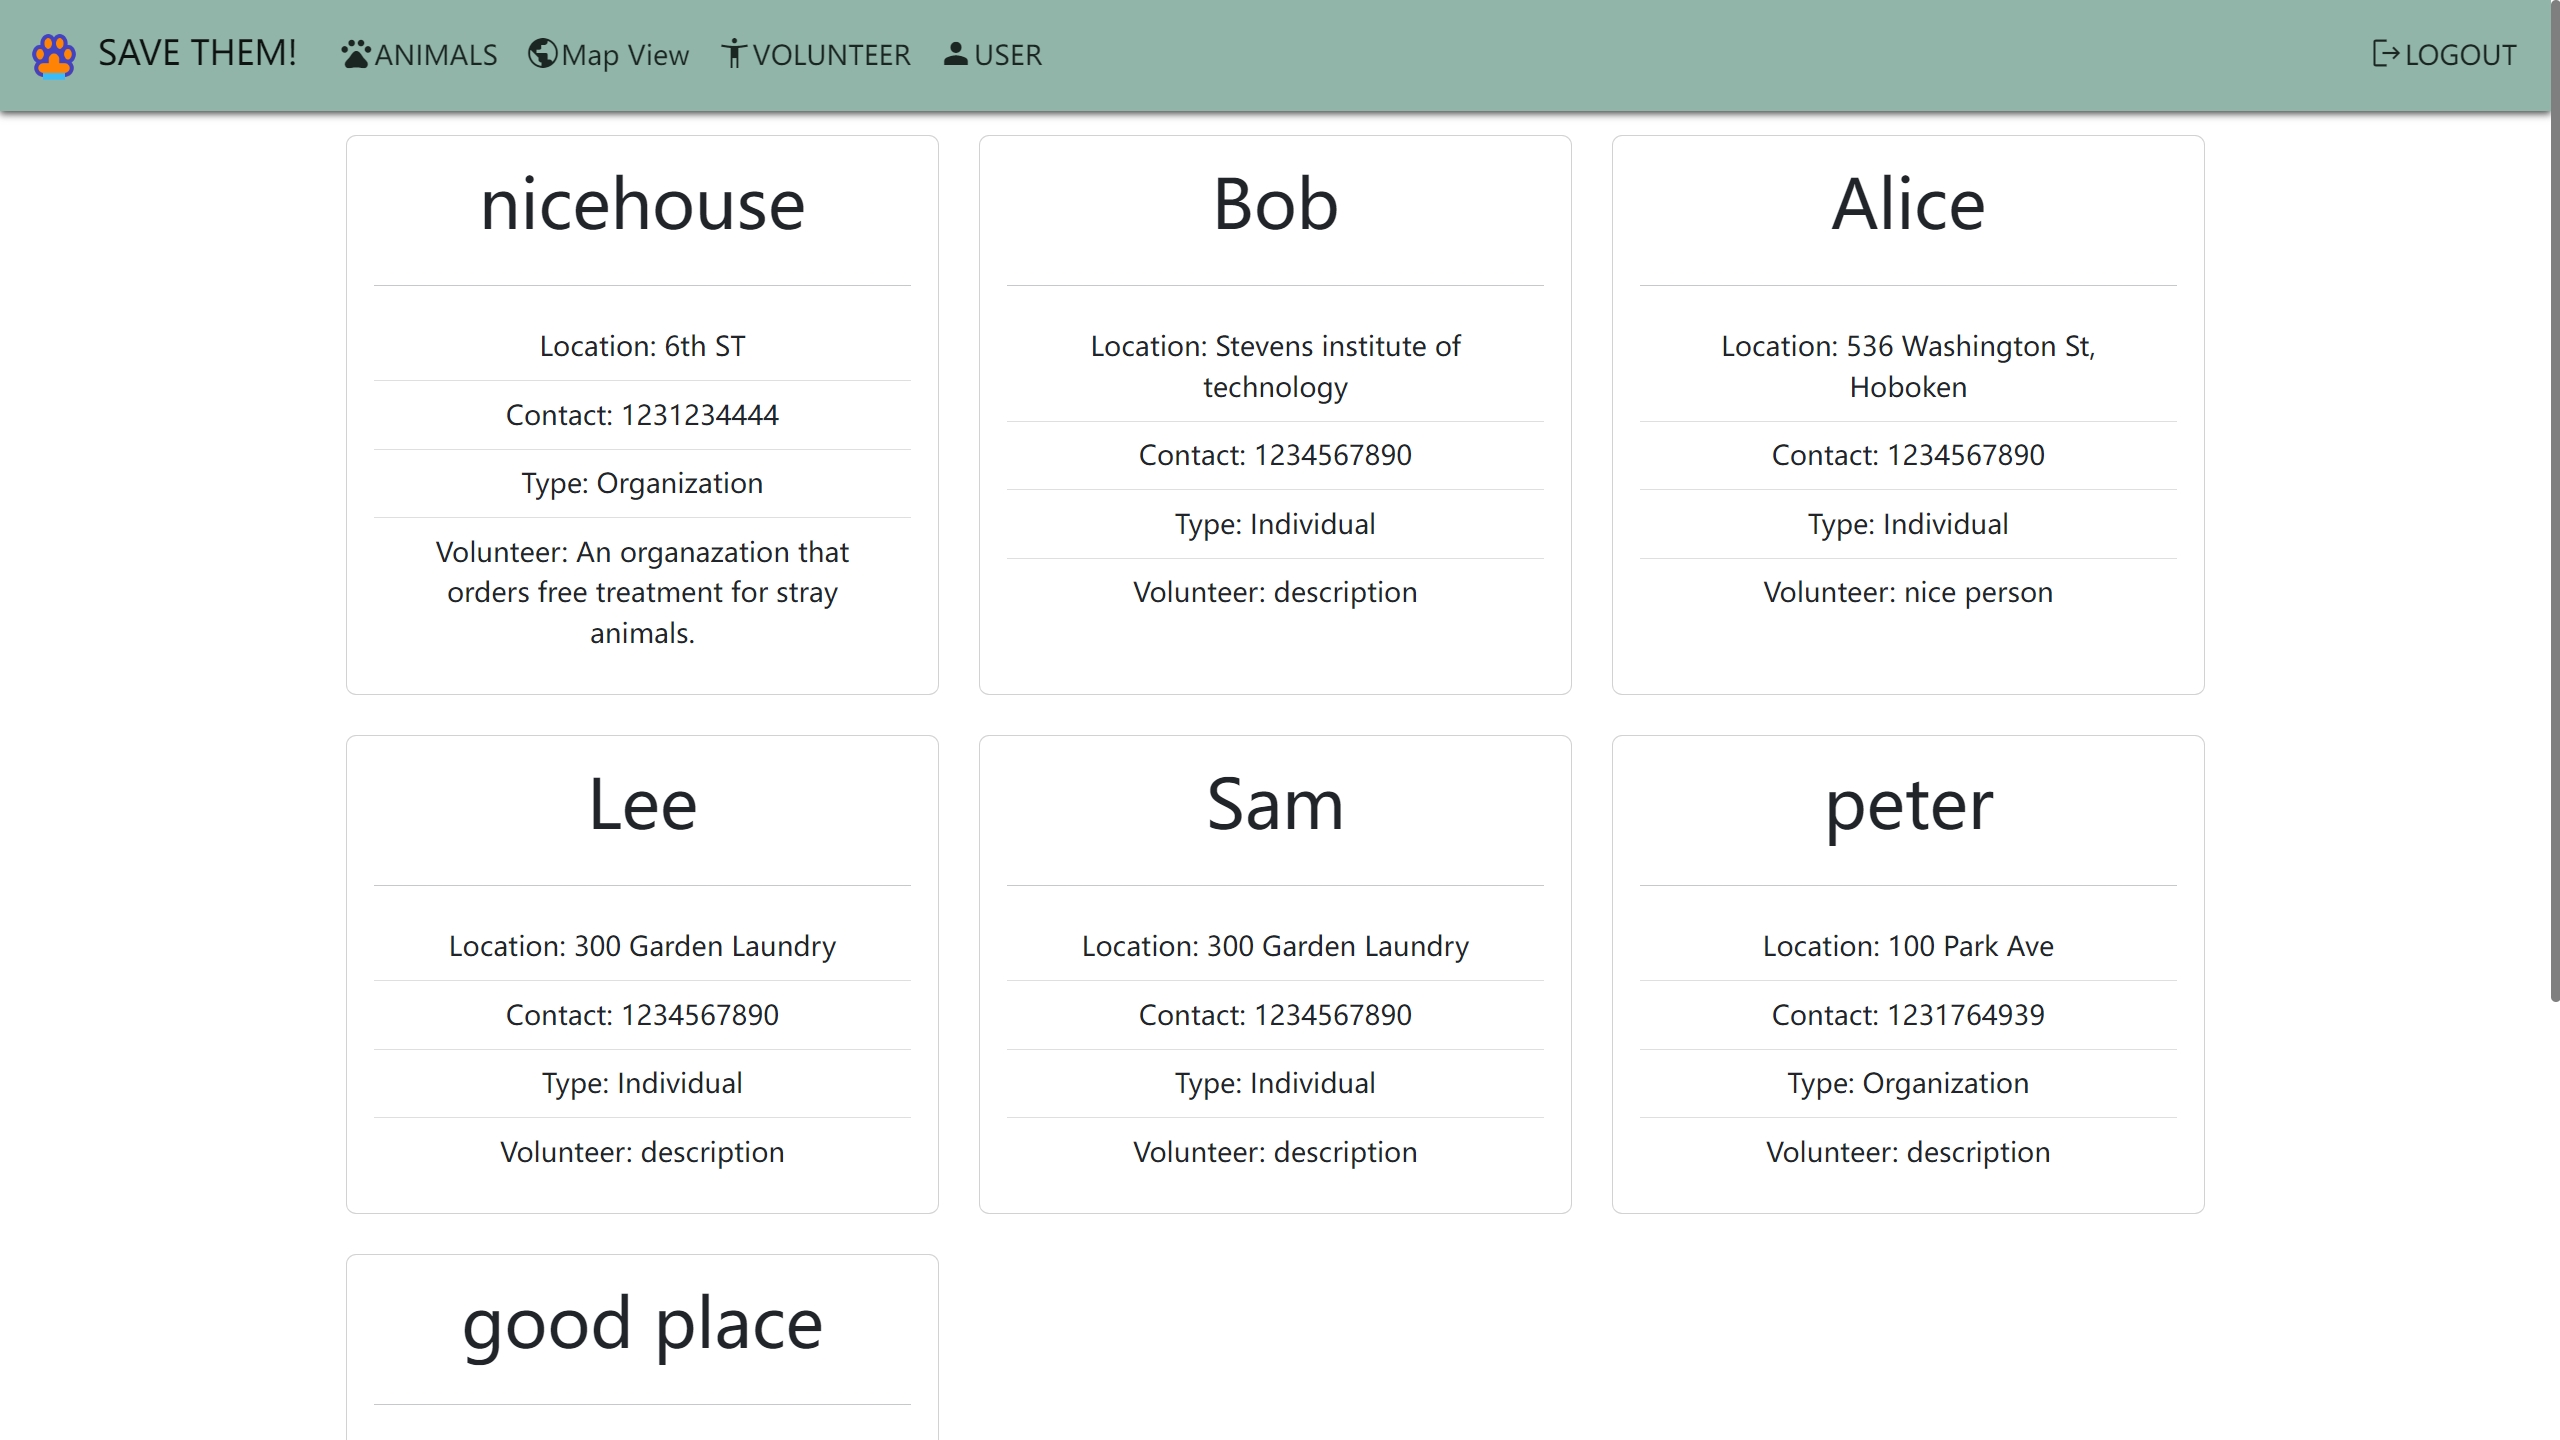 SAVE THEM!
ANIMALS
Map View
VOLUNTEER
USER
LOGOUT
nicehouse
Location: 6th ST
Contact: 1231234444
Type: Organization
Volunteer: An organazation that
orders free treatment for stray
animals.
Bob
Location: Stevens institute of
technology
Contact: 1234567890
Type: Individual
Volunteer: description
Alice
Location: 536 Washington St,
Hoboken
Contact: 1234567890
Type: Individual
Volunteer: nice person
Lee
Location: 300 Garden Laundry
Contact: 1234567890
Type: Individual
Volunteer: description
Sam
Location: 300 Garden Laundry
Contact: 1234567890
Type: Individual
Volunteer: description
peter
Location: 100 Park Ave
Contact: 1231764939
Type: Organization
Volunteer: description
good place